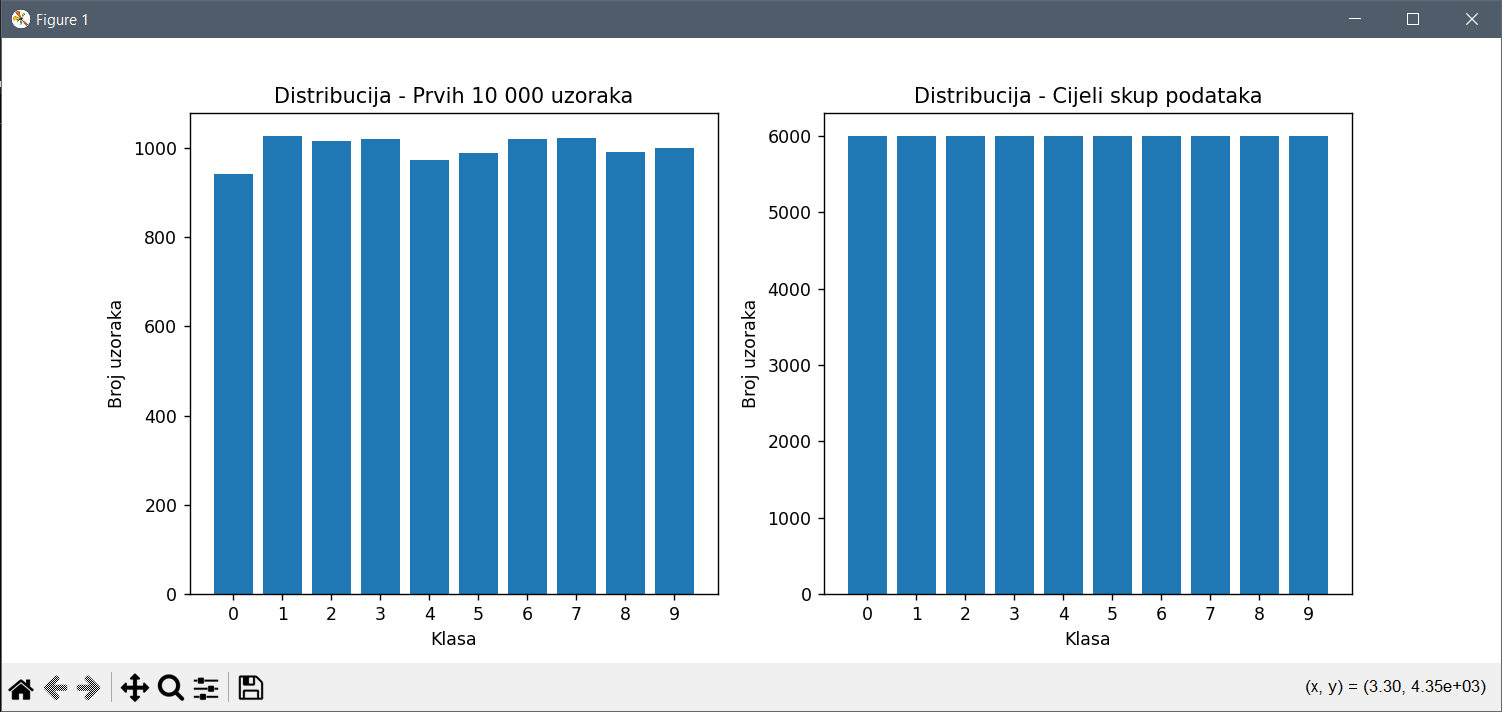 Figure 1
Distribucija - Prvih 10 000 uzoraka
1000
800
600
400
200
0
Broj uzoraka
0 1 2 3 4 5 6 7 8 9
Klasa
Distribucija - Cijeli skup podataka
6000
5000
4000
3000
2000
1000
0
Broj uzoraka
0 1 2 3 4 5 6 7 8 9
Klasa
(x, y) = (3.30, 4.35e+03)